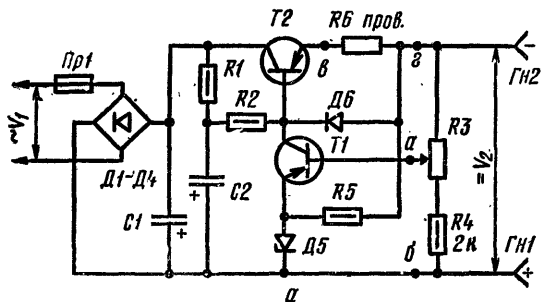 T2
R6 пров.
Пр1
R1
в
г
Гн2
R2
Д6
T1
а
R3
~V₁
Д1-Д4
C2
R5
=V₂
R4
2к
C1
Д5
б
Гн1
а